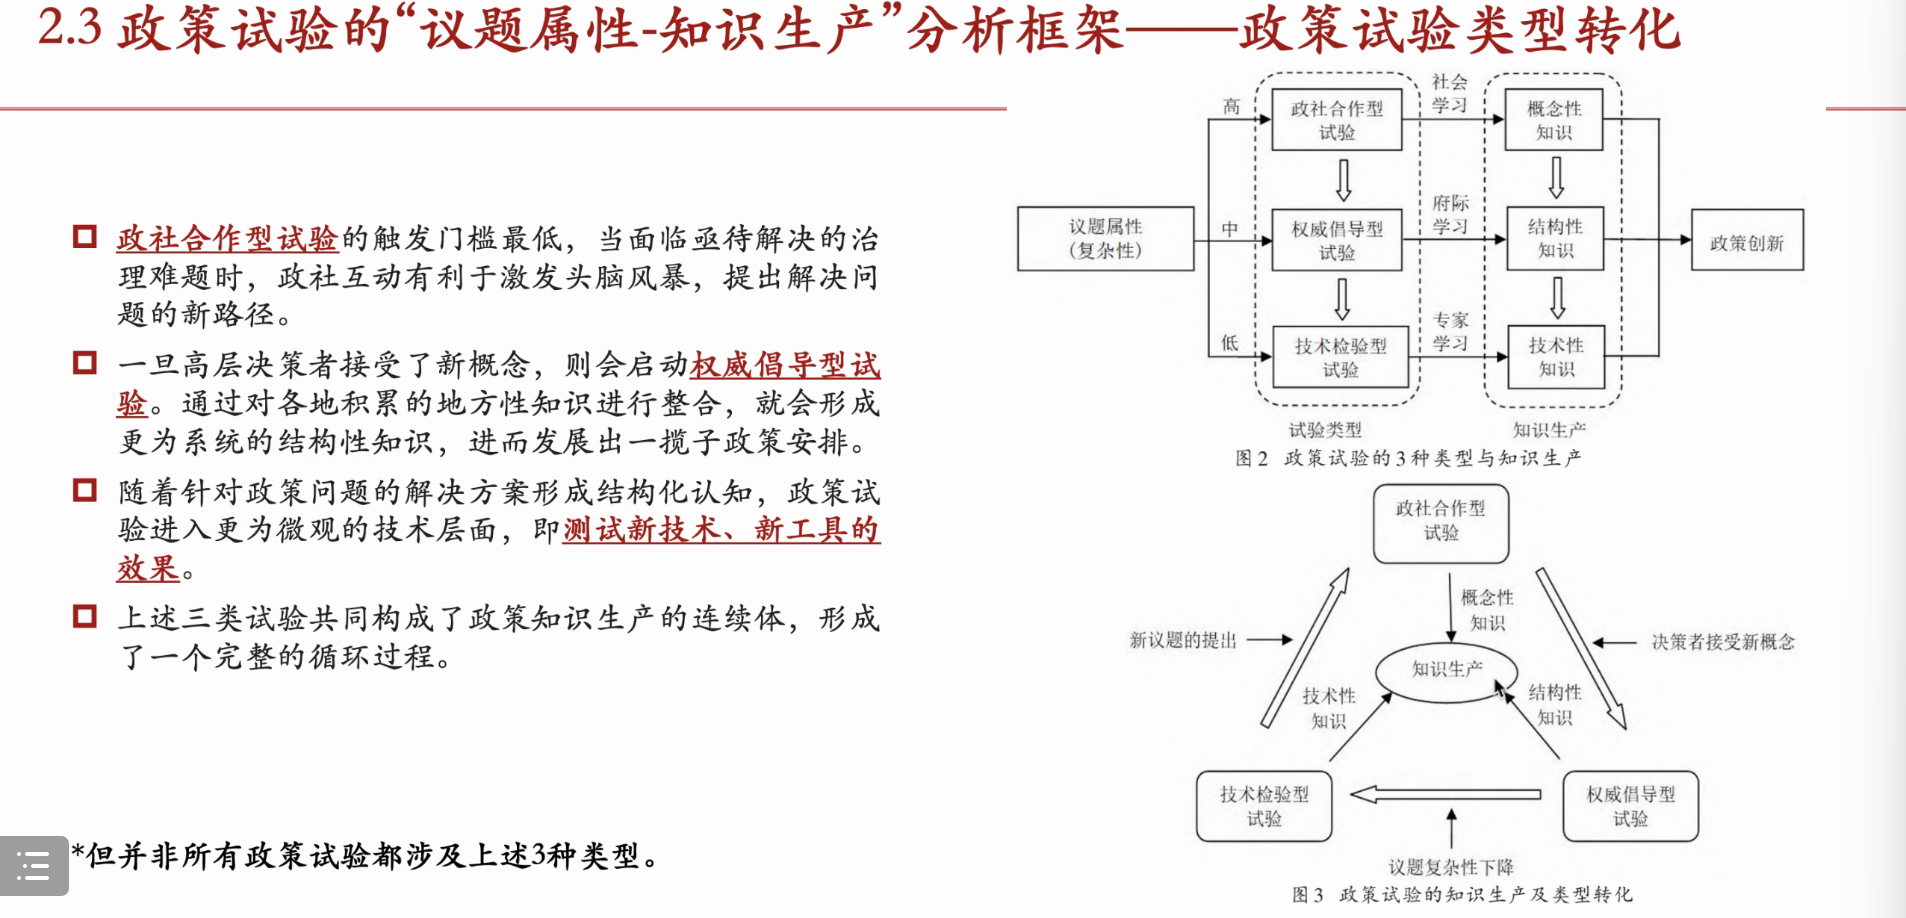 2.3 政策试验的“议题属性-知识生产”分析框架——政策试验类型转化
政社合作型试验的触发门槛最低，当面临亟待解决的治
理难题时，政社互动有利于激发头脑风暴，提出解决问
题的新路径。
一旦高层决策者接受了新概念，则会启动权威倡导型试
验。通过对各地积累的地方性知识进行整合，就会形成
更为系统的结构性知识，进而发展出一揽子政策安排。
随着针对政策问题的解决方案形成结构化认知，政策试
验进入更为微观的技术层面，即测试新技术、新工具的
效果。
上述三类试验共同构成了政策知识生产的连续体，形成
了一个完整的循环过程。
*但并非所有政策试验都涉及上述3种类型。
议题属性
(复杂性)
高
中
低
政社合作型
试验
权威倡导型
试验
技术检验型
试验
社会
学习
府际
学习
专家
学习
概念性
知识
结构性
知识
技术性
知识
政策创新
试验类型
知识生产
图2 政策试验的3种类型与知识生产
政社合作型
试验
概念性
知识
新议题的提出
决策者接受新概念
知识生产
技术性
知识
结构性
知识
技术检验型
试验
权威倡导型
试验
议题复杂性下降
图3 政策试验的知识生产及类型转化